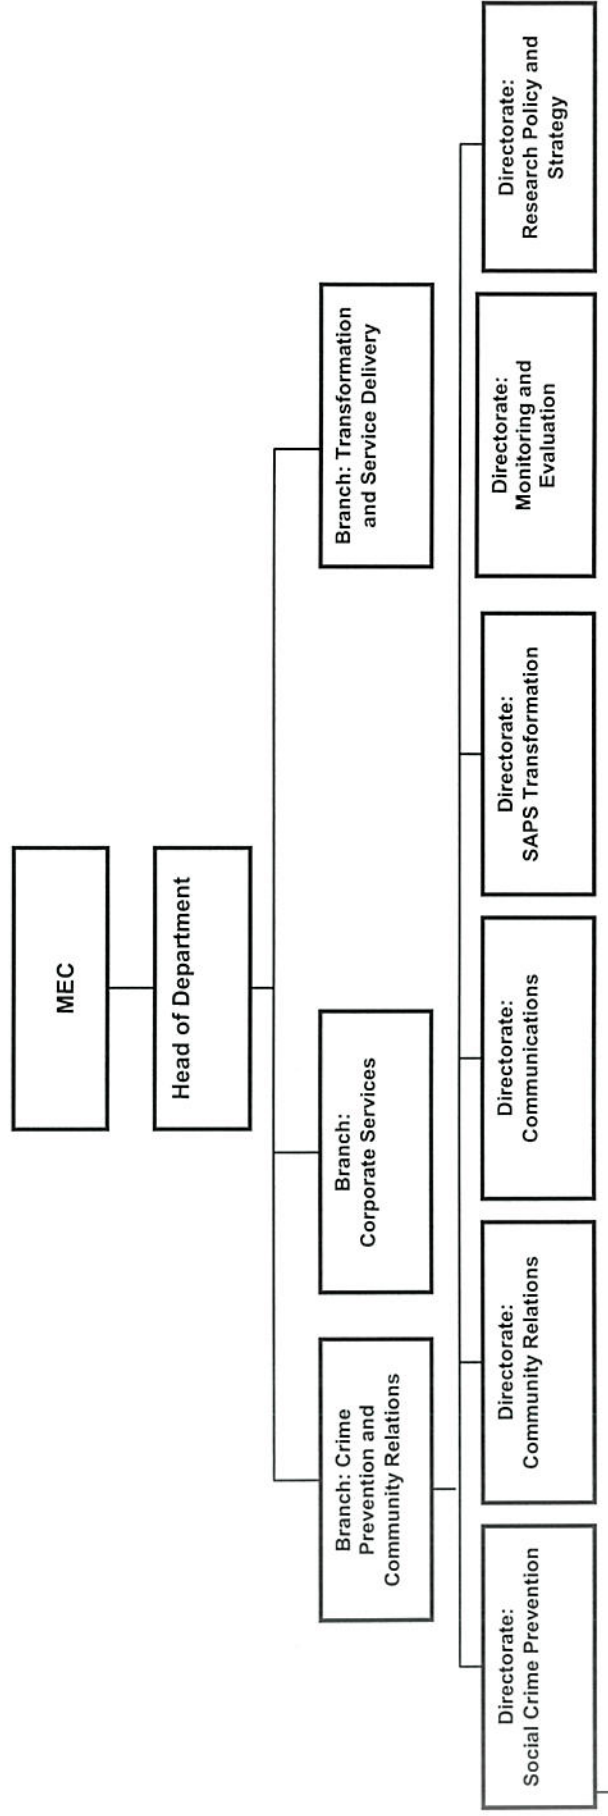 MEC
Head of Department
Branch: Crime
Prevention and
Community Relations
Branch:
Corporate Services
Branch: Transformation
and Service Delivery
Directorate:
Social Crime Prevention
Directorate:
Community Relations
Directorate:
Communications
Directorate:
SAPS Transformation
Directorate:
Monitoring and
Evaluation
Directorate:
Research Policy and
Strategy